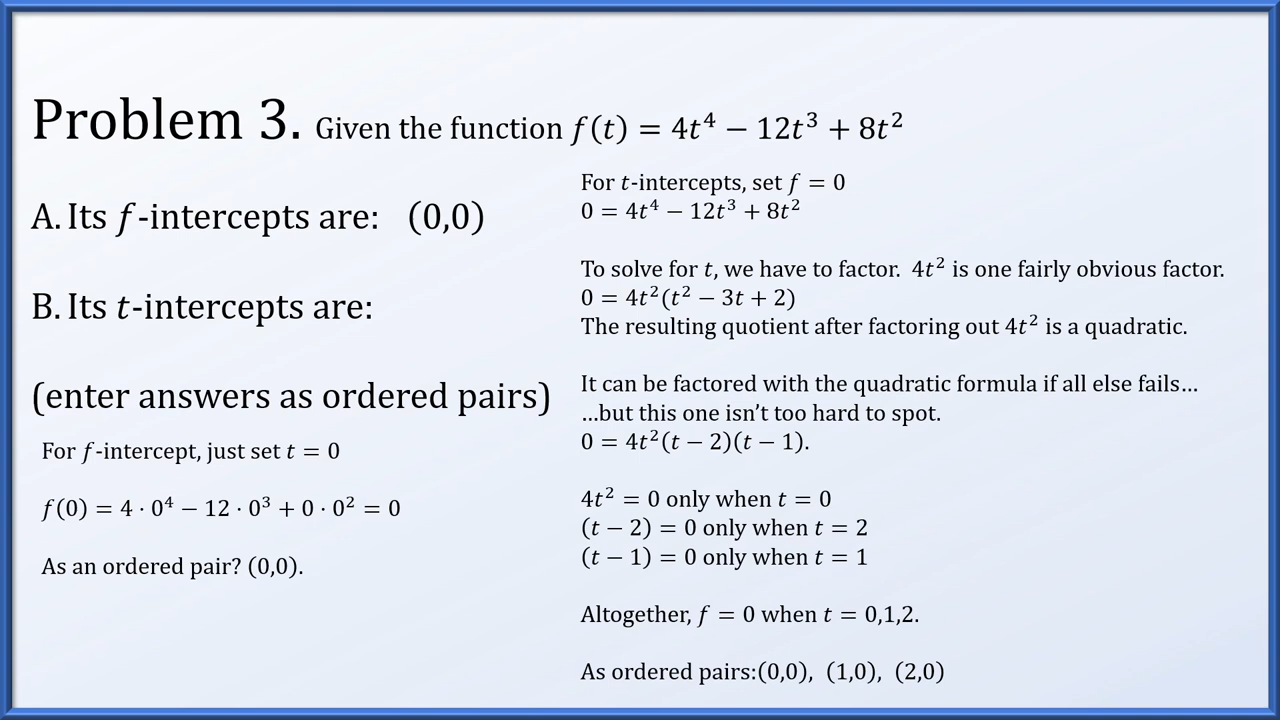 Problem 3. Given the function f(t) = 4t⁴ − 12t³ + 8t²
A. Its f-intercepts are: (0,0)
B. Its t-intercepts are:
(enter answers as ordered pairs)
For f-intercept, just set t = 0
f(0) = 4 · 0⁴ − 12 · 0³ + 0 · 0² = 0
As an ordered pair? (0,0).
For t-intercepts, set f = 0
0 = 4t⁴ − 12t³ + 8t²
To solve for t, we have to factor. 4t² is one fairly obvious factor.
0 = 4t²(t² − 3t + 2)
The resulting quotient after factoring out 4t² is a quadratic.
It can be factored with the quadratic formula if all else fails…
…but this one isn’t too hard to spot.
0 = 4t²(t − 2)(t − 1).
4t² = 0 only when t = 0
(t − 2) = 0 only when t = 2
(t − 1) = 0 only when t = 1
Altogether, f = 0 when t = 0,1,2.
As ordered pairs:(0,0), (1,0), (2,0)